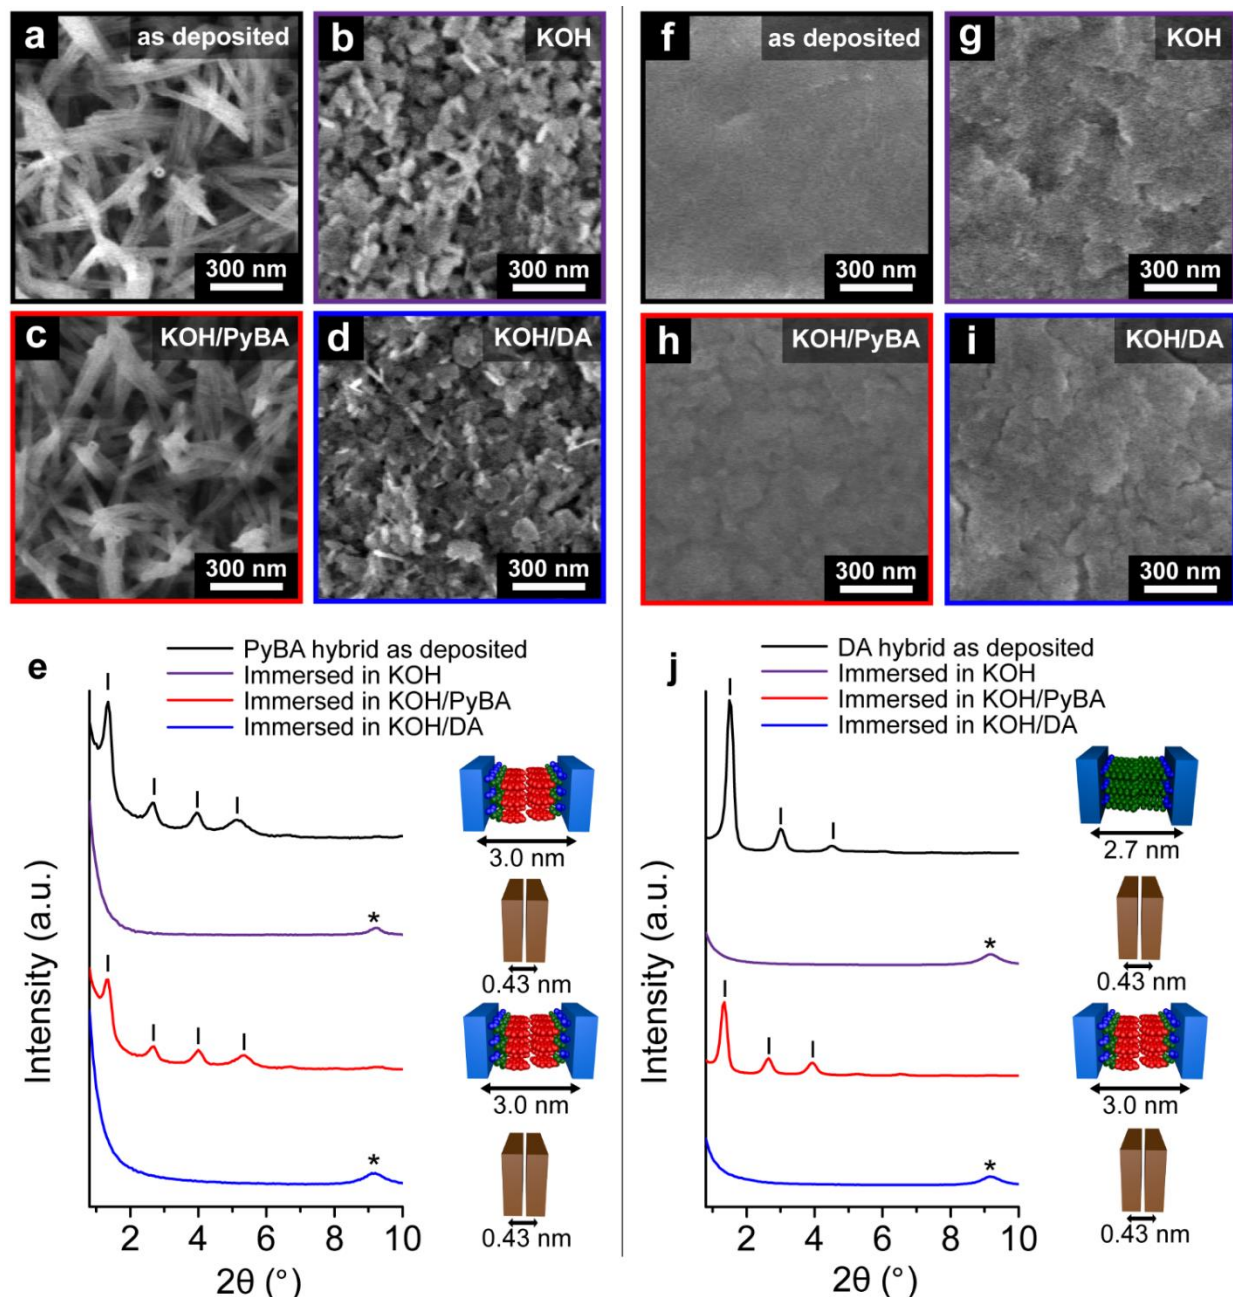 a as deposited
300 nm
b KOH
300 nm
f as deposited
300 nm
g KOH
300 nm
c KOH/PyBA
300 nm
d KOH/DA
300 nm
h KOH/PyBA
300 nm
i KOH/DA
300 nm
e
PyBA hybrid as deposited
Immersed in KOH
Immersed in KOH/PyBA
Immersed in KOH/DA
3.0 nm
*
0.43 nm
3.0 nm
*
0.43 nm
Intensity (a.u.)
2 4 6 8 10
2θ (°)
j
DA hybrid as deposited
Immersed in KOH
Immersed in KOH/PyBA
Immersed in KOH/DA
2.7 nm
*
0.43 nm
3.0 nm
*
0.43 nm
Intensity (a.u.)
2 4 6 8 10
2θ (°)